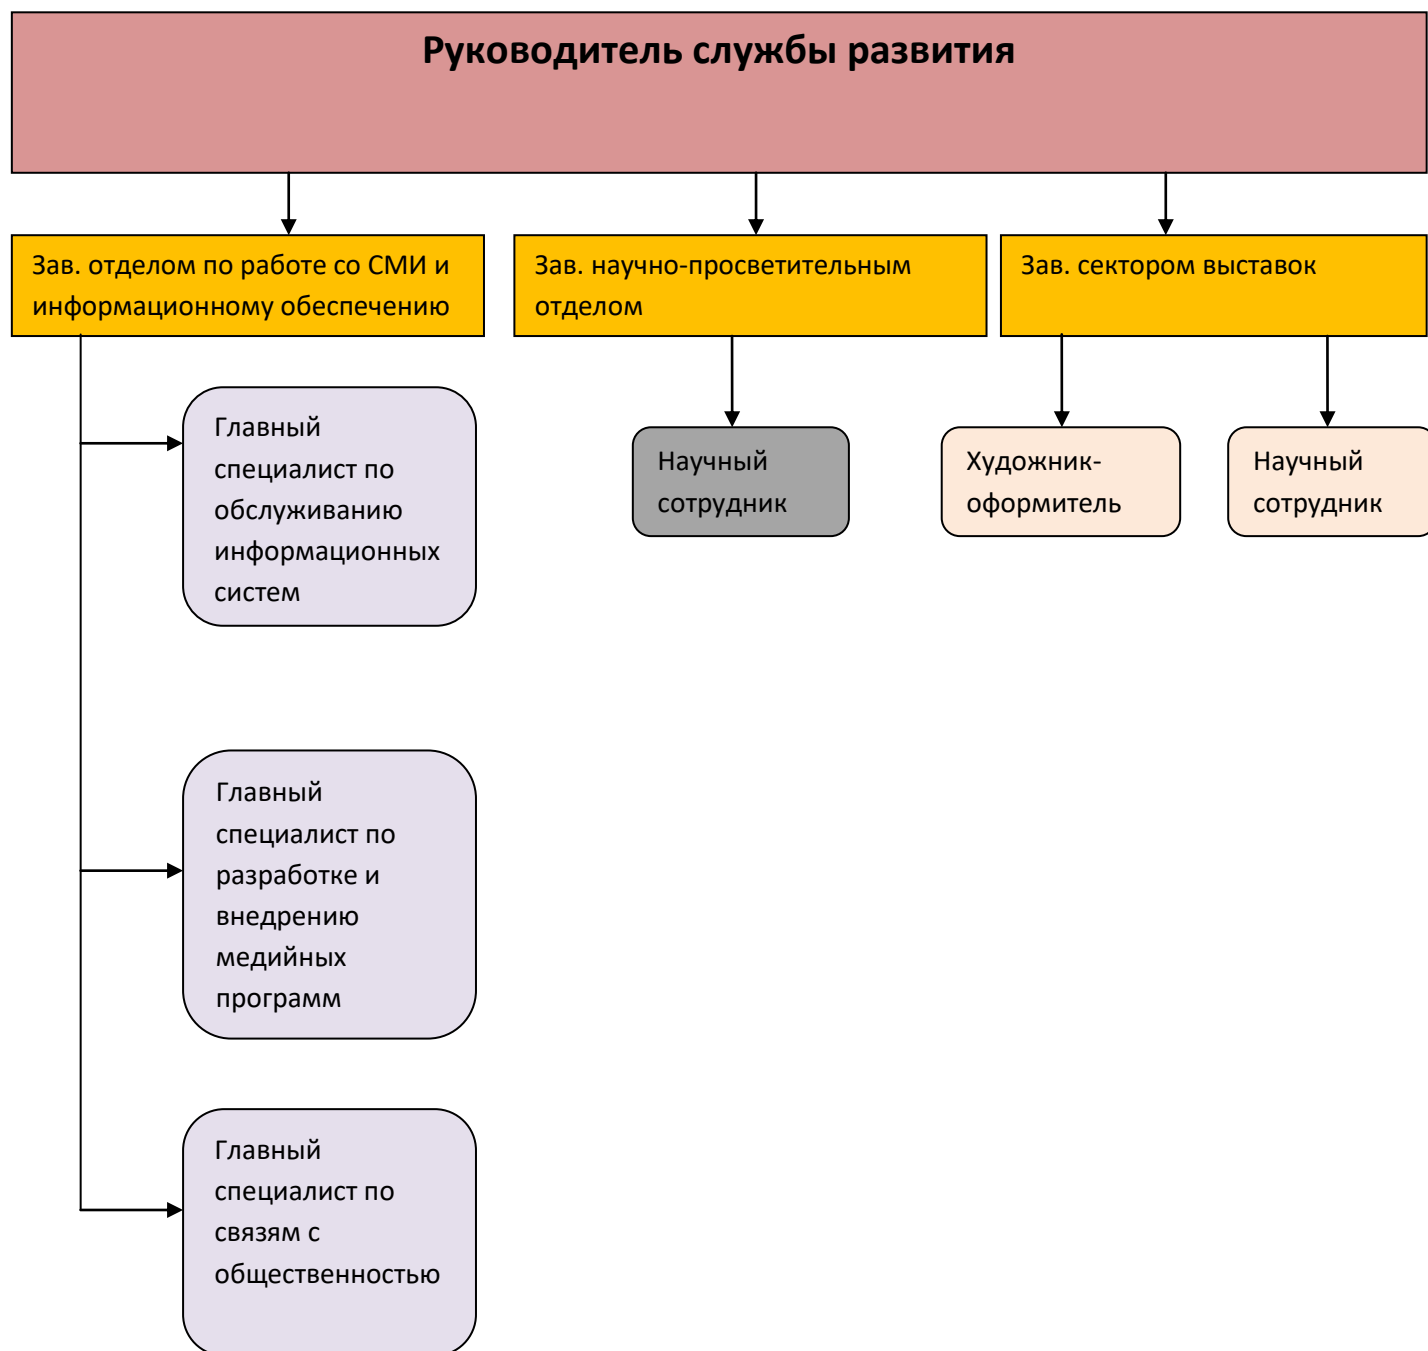 Руководитель службы развития
Зав. отделом по работе со СМИ и
информационному обеспечению
Зав. научно-просветительным
отделом
Зав. сектором выставок
Главный
специалист по
обслуживанию
информационных
систем
Научный
сотрудник
Художник-
оформитель
Научный
сотрудник
Главный
специалист по
разработке и
внедрению
медийных
программ
Главный
специалист по
связям с
общественностью